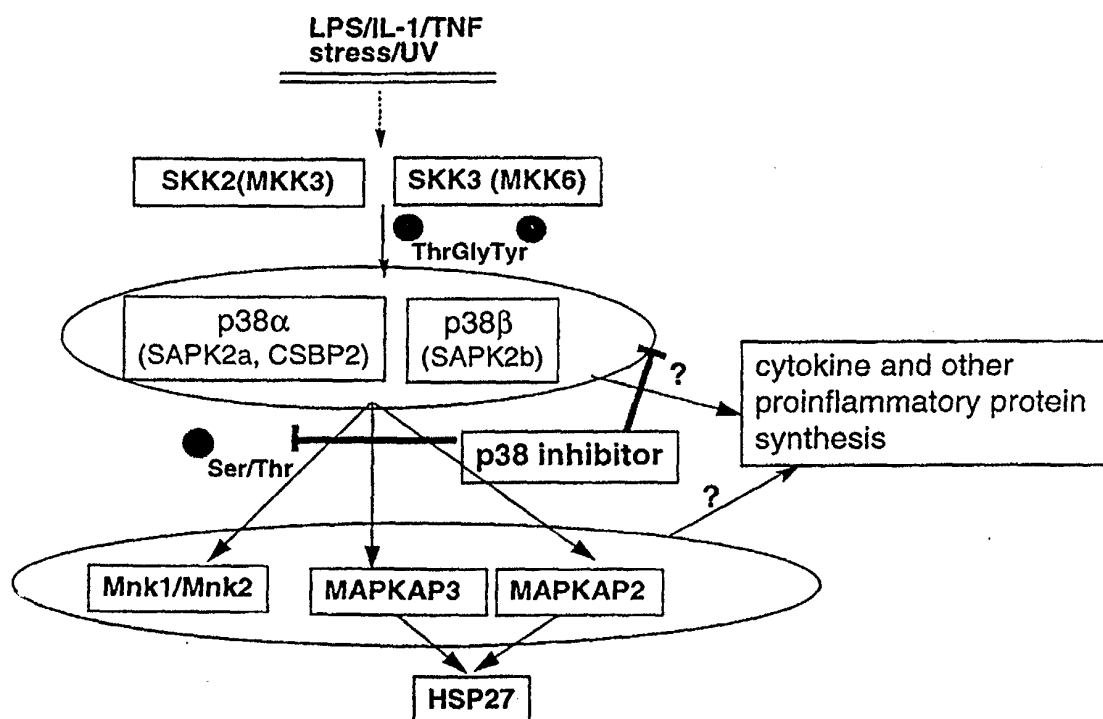 LPS/IL-1/TNF
stress/UV
SKK2(MKK3)
SKK3 (MKK6)
ThrGlyTyr
p38α
(SAPK2a, CSBP2)
p38β
(SAPK2b)
?
cytokine and other
proinflammatory protein
synthesis
Ser/Thr
p38 inhibitor
?
Mnk1/Mnk2
MAPKAP3
MAPKAP2
HSP27